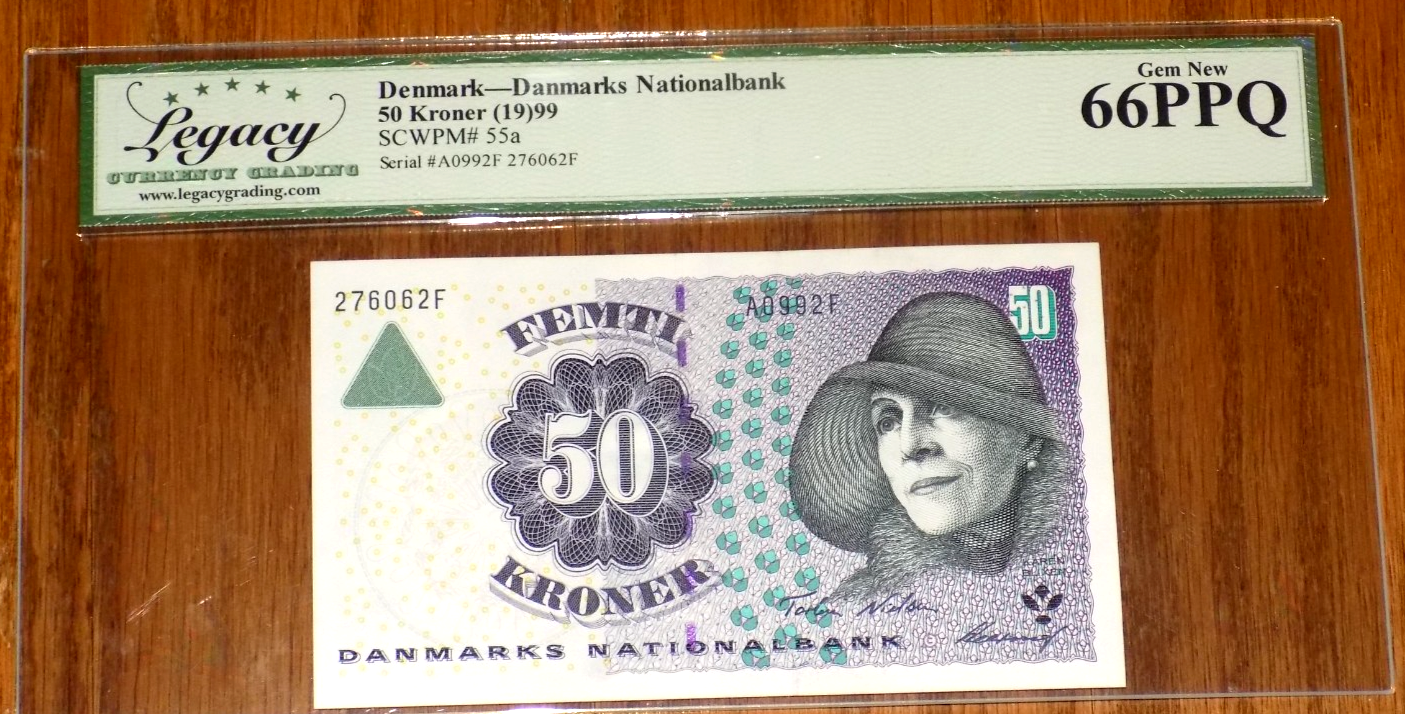 Legacy
CURRENCY GRADING
www.legacygrading.com
Denmark—Danmarks Nationalbank
50 Kroner (19)99
SCWPM# 55a
Serial #A0992F 276062F
Gem New
66PPQ
276062F
A0992F
50
FEMTI
50
KRONER
KAREN
BLIXEN
DANMARKS NATIONALBANK